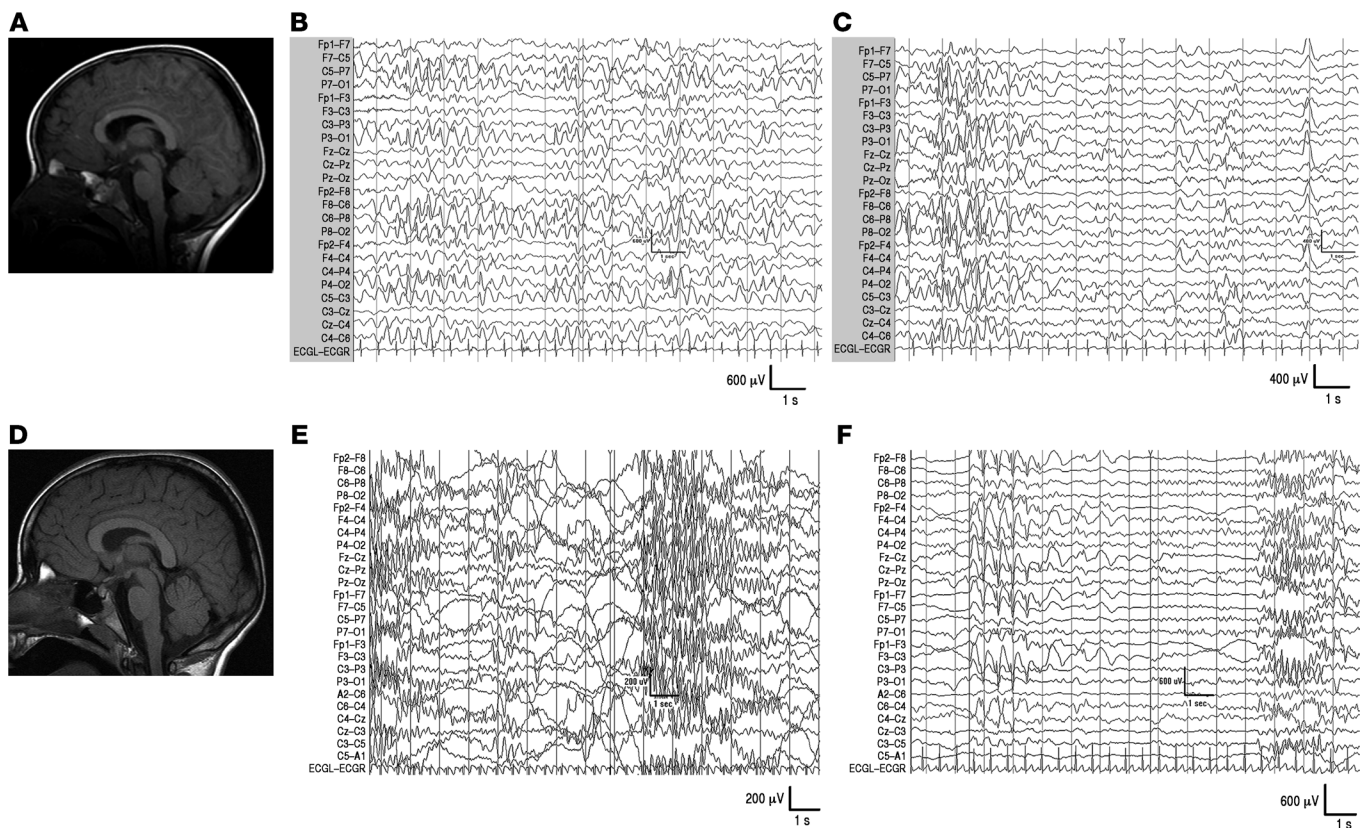 A
B
Fp1–F7
F7–C5
C5–P7
P7–O1
Fp1–F3
F3–C3
C3–P3
P3–O1
Fz–Cz
Cz–Pz
Pz–Oz
Fp2–F8
F8–C6
C6–P8
P8–O2
Fp2–F4
F4–C4
C4–P4
P4–O2
C5–C3
C3–Cz
Cz–C4
C4–C6
ECGL–ECGR
600 uV
1 sec
600 µV
1 s
C
Fp1–F7
F7–C5
C5–P7
P7–O1
Fp1–F3
F3–C3
C3–P3
P3–O1
Fz–Cz
Cz–Pz
Pz–Oz
Fp2–F8
F8–C6
C6–P8
P8–O2
Fp2–F4
F4–C4
C4–P4
P4–O2
C5–C3
C3–Cz
Cz–C4
C4–C6
ECGL–ECGR
400 uV
1 sec
400 µV
1 s
D
E
Fp2–F8
F8–C6
C6–P8
P8–O2
Fp2–F4
F4–C4
C4–P4
P4–O2
Fz–Cz
Cz–Pz
Pz–Oz
Fp1–F7
F7–C5
C5–P7
P7–O1
Fp1–F3
F3–C3
C3–P3
P3–O1
A2–C6
C6–C4
C4–Cz
Cz–C3
C3–C5
C5–A1
ECGL–ECGR
200 uV
1 sec
200 µV
1 s
F
Fp2–F8
F8–C6
C6–P8
P8–O2
Fp2–F4
F4–C4
C4–P4
P4–O2
Fz–Cz
Cz–Pz
Pz–Oz
Fp1–F7
F7–C5
C5–P7
P7–O1
Fp1–F3
F3–C3
C3–P3
P3–O1
A2–C6
C6–C4
C4–Cz
Cz–C3
C3–C5
C5–A1
ECGL–ECGR
600 uV
1 sec
600 µV
1 s